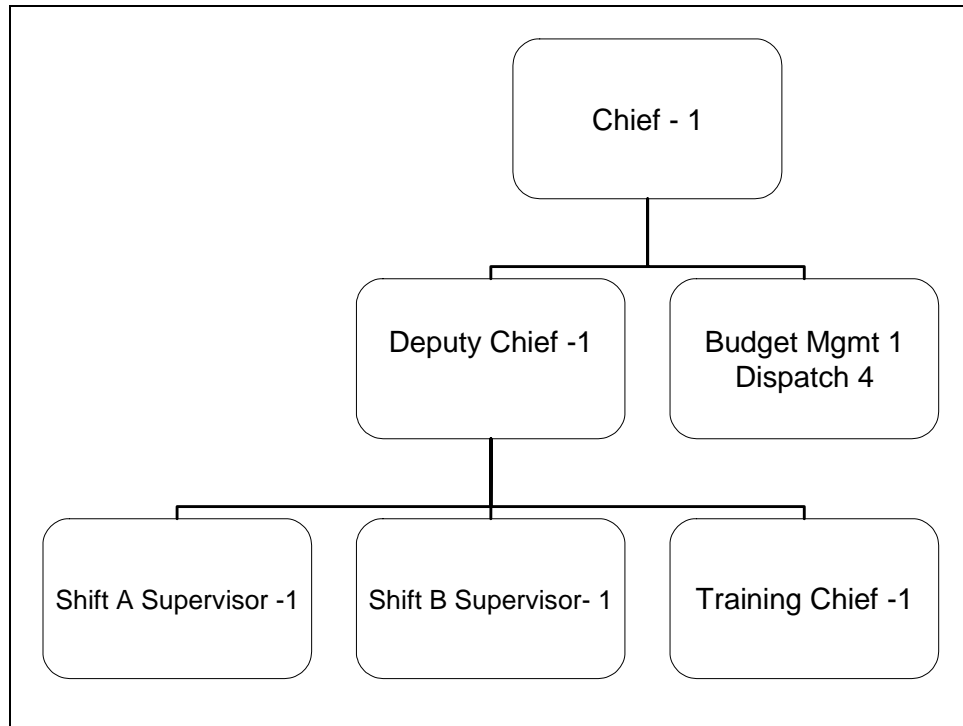 Chief - 1
Deputy Chief -1
Budget Mgmt 1
Dispatch 4
Shift A Supervisor -1
Shift B Supervisor- 1
Training Chief -1